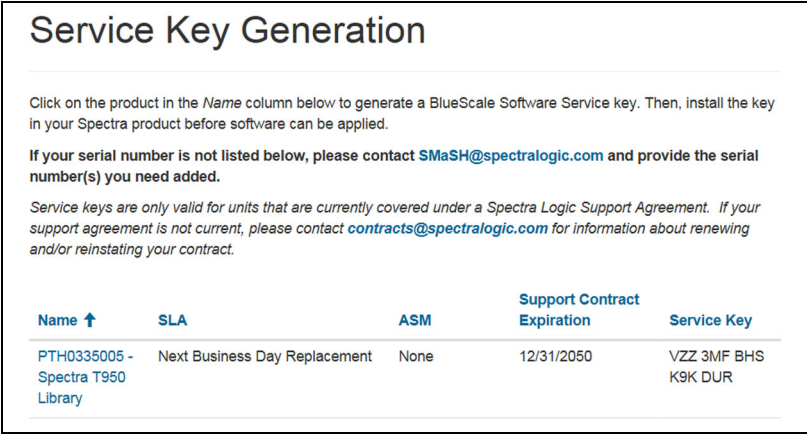 Service Key Generation
Click on the product in the Name column below to generate a BlueScale Software Service key. Then, install the key
in your Spectra product before software can be applied.
If your serial number is not listed below, please contact SMaSH@spectralogic.com and provide the serial
number(s) you need added.
Service keys are only valid for units that are currently covered under a Spectra Logic Support Agreement. If your
support agreement is not current, please contact contracts@spectralogic.com for information about renewing
and/or reinstating your contract.
Support Contract
Name ↑ SLA ASM Expiration Service Key
PTH0335005 - Next Business Day Replacement None 12/31/2050 VZZ 3MF BHS
Spectra T950 K9K DUR
Library